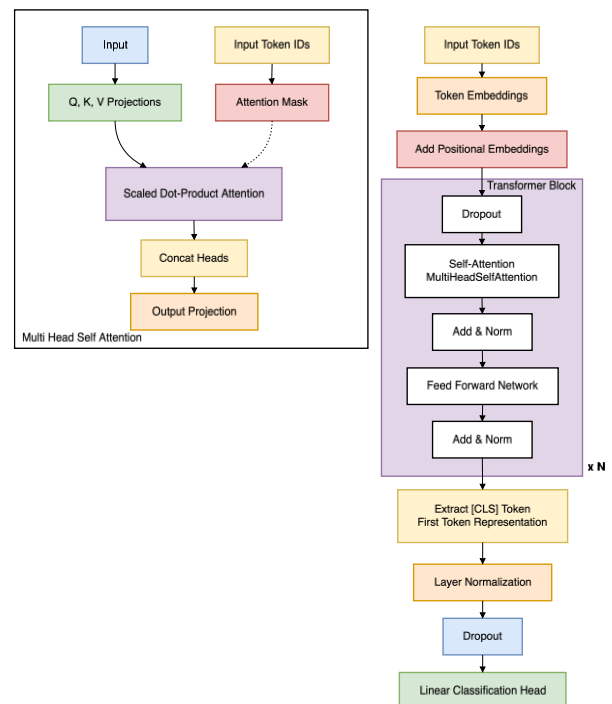 Input
Input Token IDs
Q, K, V Projections
Attention Mask
Scaled Dot-Product Attention
Concat Heads
Output Projection
Multi Head Self Attention
Input Token IDs
Token Embeddings
Add Positional Embeddings
Transformer Block
Dropout
Self-Attention
MultiHeadSelfAttention
Add & Norm
Feed Forward Network
Add & Norm
x N
Extract [CLS] Token
First Token Representation
Layer Normalization
Dropout
Linear Classification Head